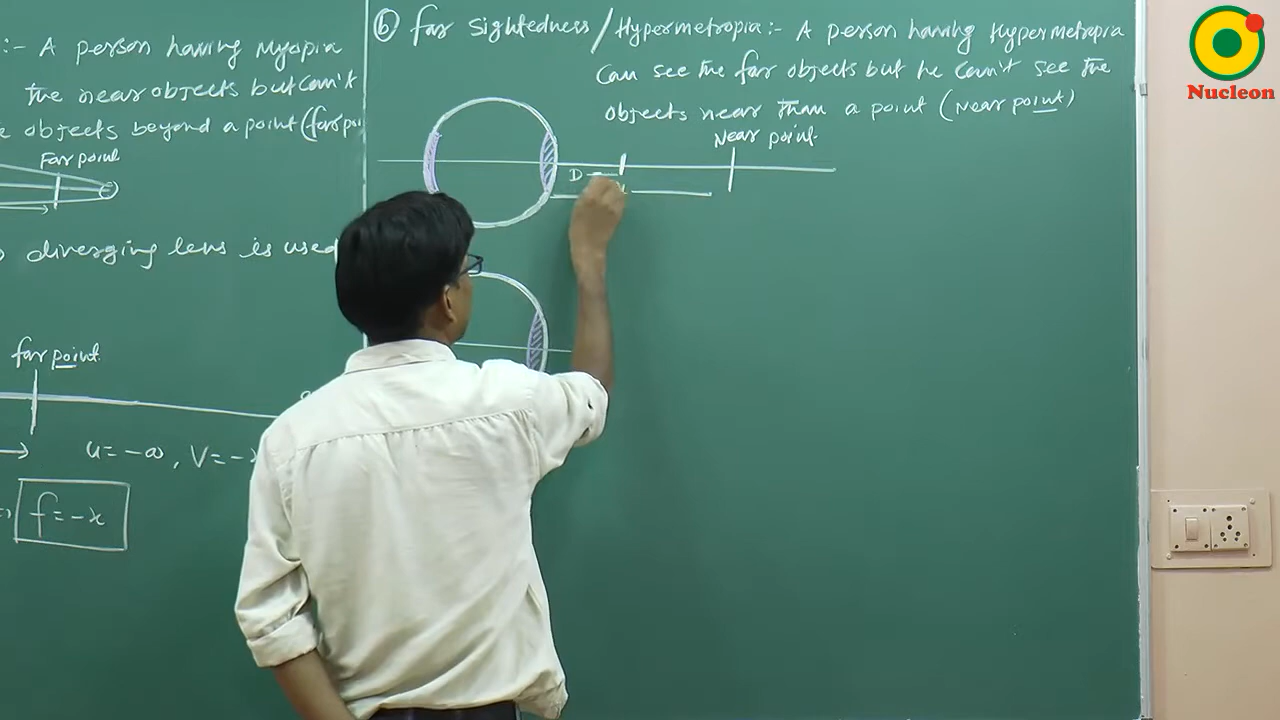 :- A person having Myopia
the near objects but can't
objects beyond a point (far
Far point
diverging lens is used
far point
u = -∞, V = -x
f = -x
(b) Far Sightedness / Hypermetropia :- A person having Hypermetropia
Can see the far objects but he can't see the
objects near than a point (Near point)
Near point
D
Nucleon